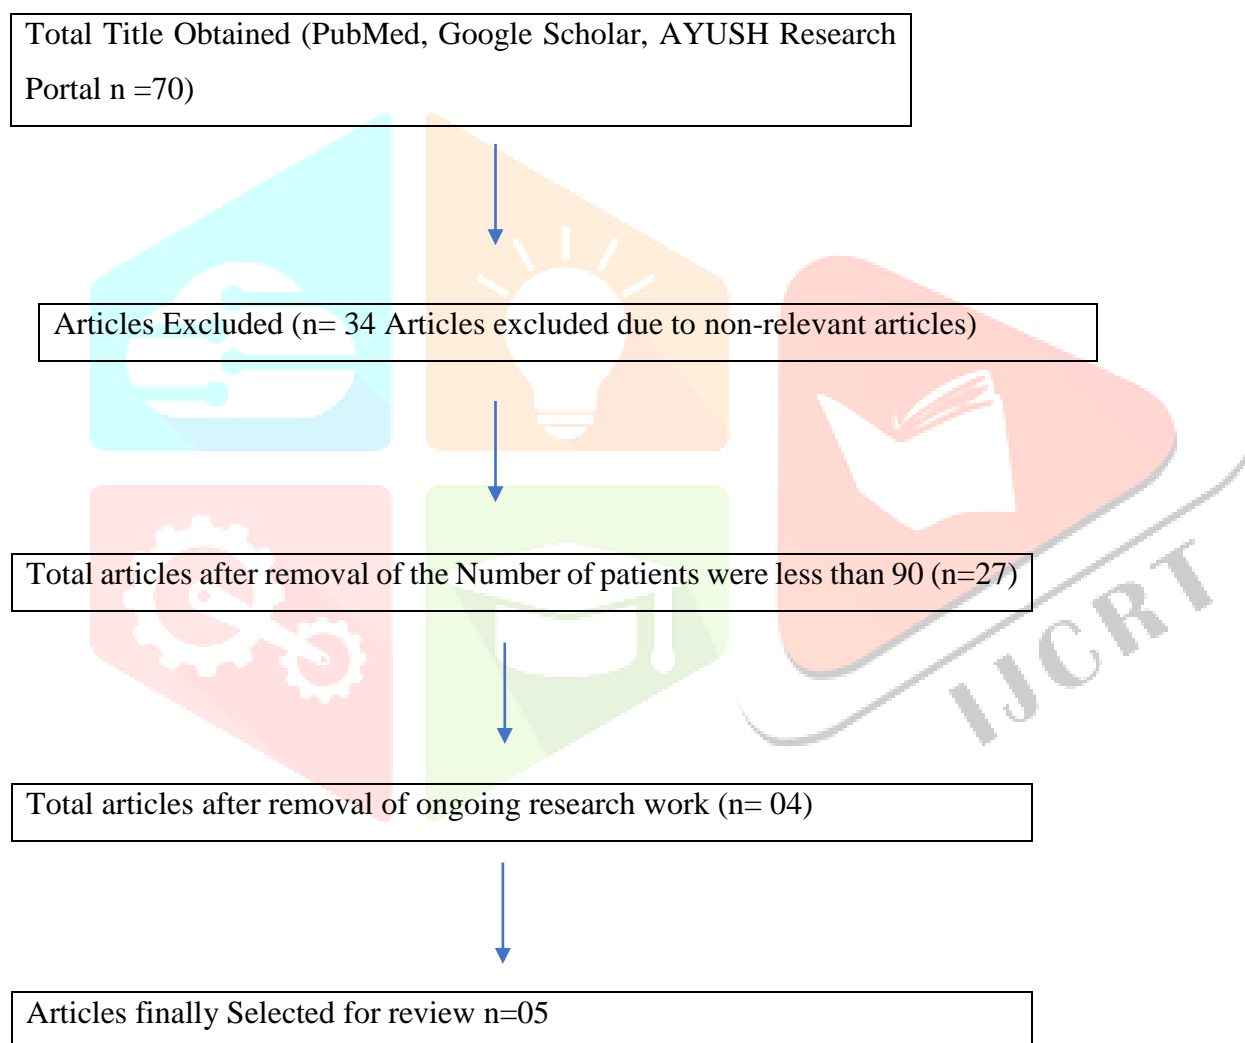 Total Title Obtained (PubMed, Google Scholar, AYUSH Research
Portal n =70)
Articles Excluded (n= 34 Articles excluded due to non-relevant articles)
Total articles after removal of the Number of patients were less than 90 (n=27)
IJCRT
Total articles after removal of ongoing research work (n= 04)
Articles finally Selected for review n=05